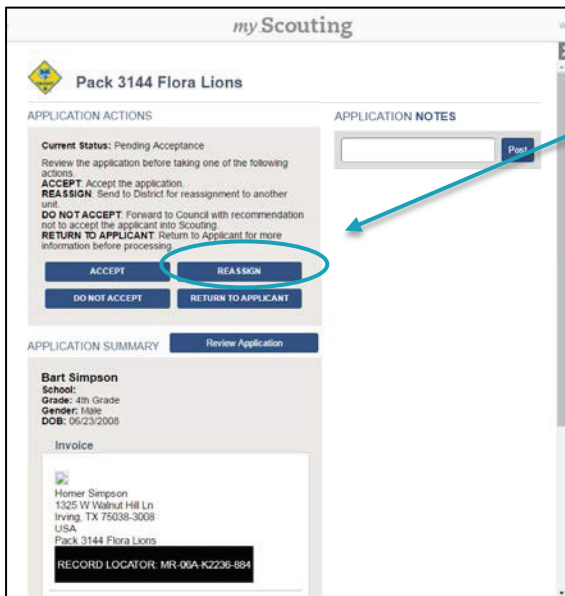 my.Scouting
Pack 3144 Flora Lions
APPLICATION ACTIONS
Current Status: Pending Acceptance
Review the application before taking one of the following
actions.
ACCEPT: Accept the application.
REASSIGN: Send to District for reassignment to another
unit.
DO NOT ACCEPT: Forward to Council with recommendation
not to accept the applicant into Scouting.
RETURN TO APPLICANT: Return to Applicant for more
information before processing.
ACCEPT REASSIGN
DO NOT ACCEPT RETURN TO APPLICANT
APPLICATION NOTES
Post
APPLICATION SUMMARY Review Application
Bart Simpson
School:
Grade: 4th Grade
Gender: Male
DOB: 06/23/2008
Invoice
Homer Simpson
1325 W Walnut Hill Ln
Irving, TX 75038-3008
USA
Pack 3144 Flora Lions
RECORD LOCATOR: MR-06A-K2236-884